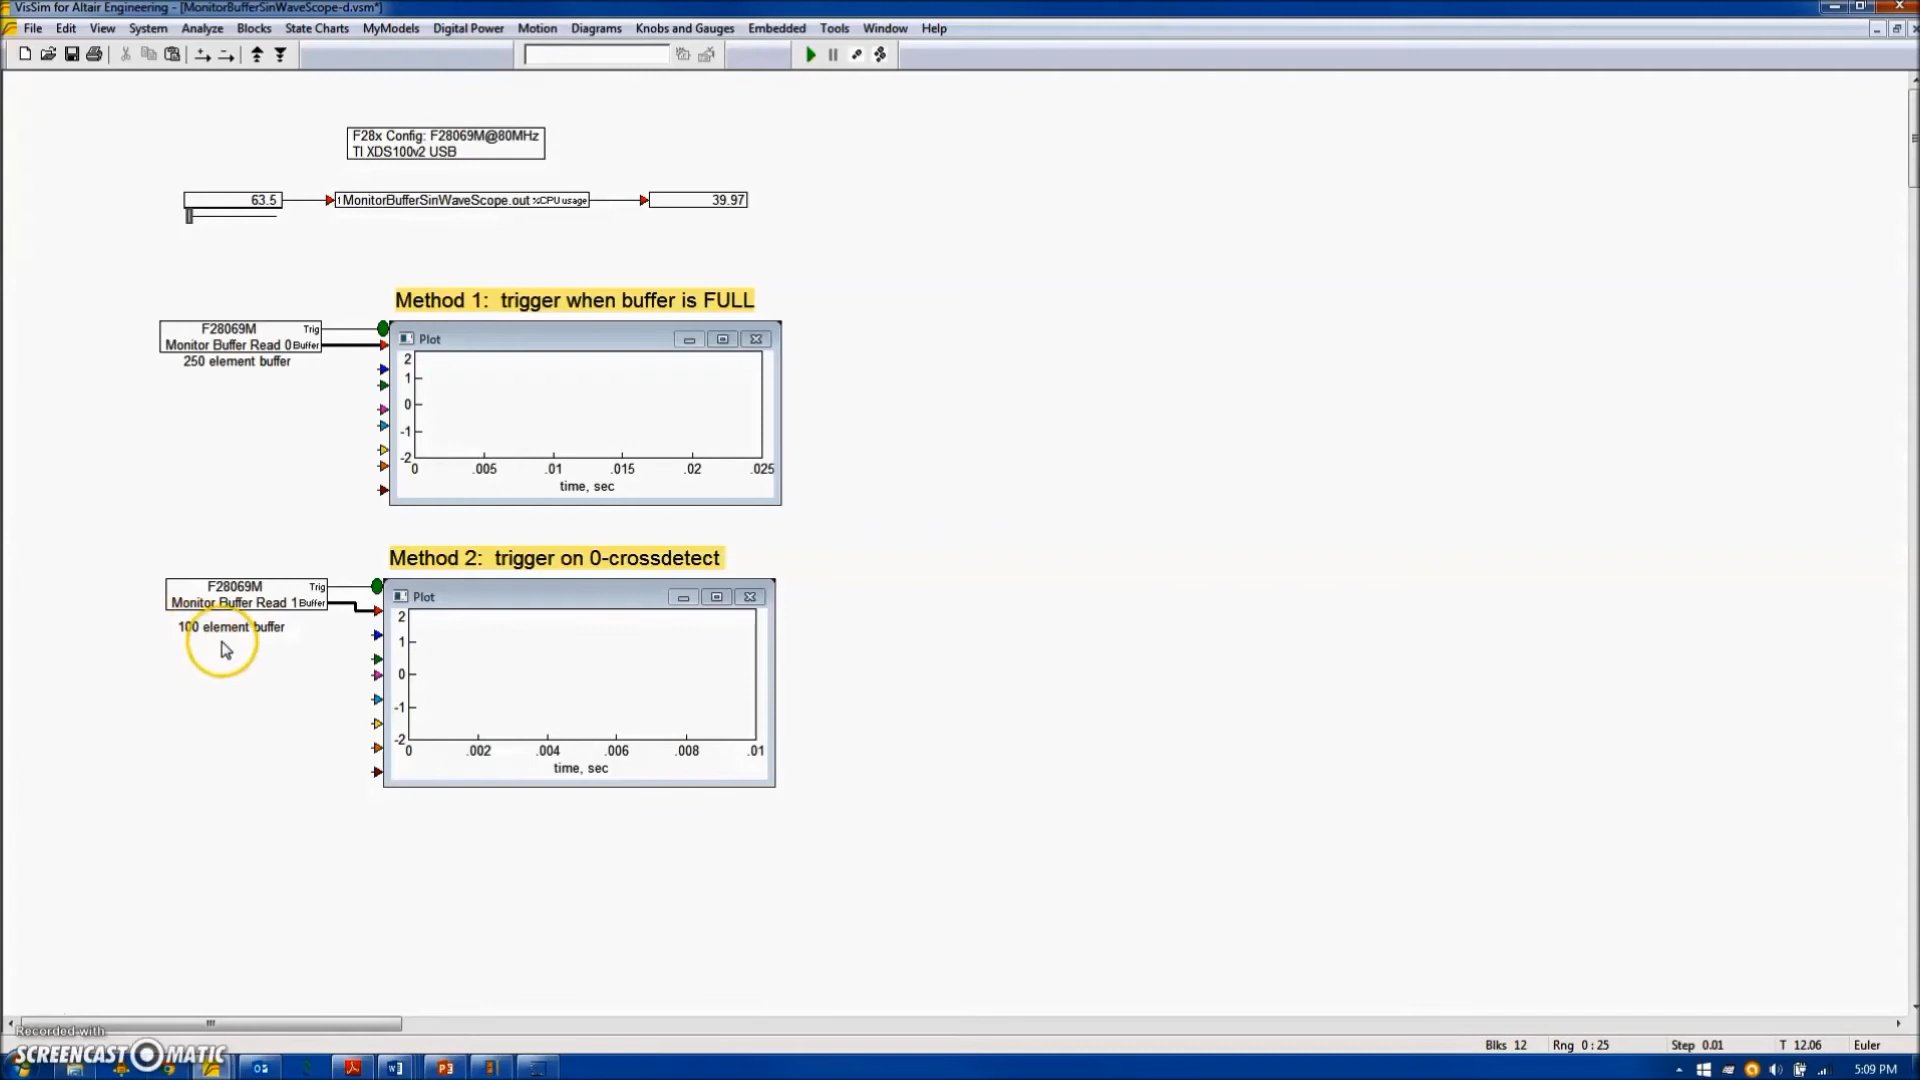 VisSim for Altair Engineering - [MonitorBufferSinWaveScope-d.vsm*]
File Edit View System Analyze Blocks State Charts MyModels Digital Power Motion Diagrams Knobs and Gauges Embedded Tools Window Help
F28x Config: F28069M@80MHz
TI XDS100v2 USB
63.5
1 MonitorBufferSinWaveScope.out %CPU usage
39.97
Method 1: trigger when buffer is FULL
F28069M Trig
Monitor Buffer Read 0 Buffer
250 element buffer
Plot
2
1
0
-1
-2
0 .005 .01 .015 .02 .025
time, sec
Method 2: trigger on 0-crossdetect
F28069M Trig
Monitor Buffer Read 1 Buffer
100 element buffer
Plot
2
1
0
-1
-2
0 .002 .004 .006 .008 .01
time, sec
Recorded with
SCREENCAST-O-MATIC
Blks 12 Rng 0 : 25 Step 0.01 T 12.06 Euler
5:09 PM